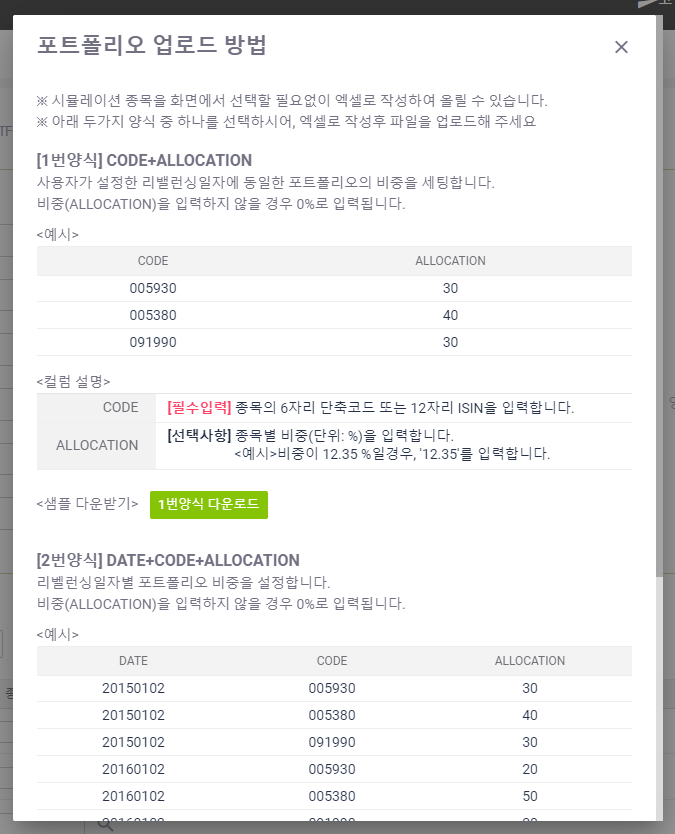 포트폴리오 업로드 방법
※ 시뮬레이션 종목을 화면에서 선택할 필요없이 엑셀로 작성하여 올릴 수 있습니다.
※ 아래 두가지 양식 중 하나를 선택하시어, 엑셀로 작성후 파일을 업로드해 주세요
[1번양식] CODE+ALLOCATION
사용자가 설정한 리밸런싱일자에 동일한 포트폴리오의 비중을 세팅합니다.
비중(ALLOCATION)을 입력하지 않을 경우 0%로 입력됩니다.
<예시>
CODE ALLOCATION
005930 30
005380 40
091990 30
<컬럼 설명>
CODE [필수입력] 종목의 6자리 단축코드 또는 12자리 ISIN을 입력합니다.
ALLOCATION [선택사항] 종목별 비중(단위: %)을 입력합니다.
<예시>비중이 12.35 %일경우, '12.35'를 입력합니다.
<샘플 다운받기> 1번양식 다운로드
[2번양식] DATE+CODE+ALLOCATION
리벨런싱일자별 포트폴리오 비중을 설정합니다.
비중(ALLOCATION)을 입력하지 않을 경우 0%로 입력됩니다.
<예시>
DATE CODE ALLOCATION
20150102 005930 30
20150102 005380 40
20150102 091990 30
20160102 005930 20
20160102 005380 50